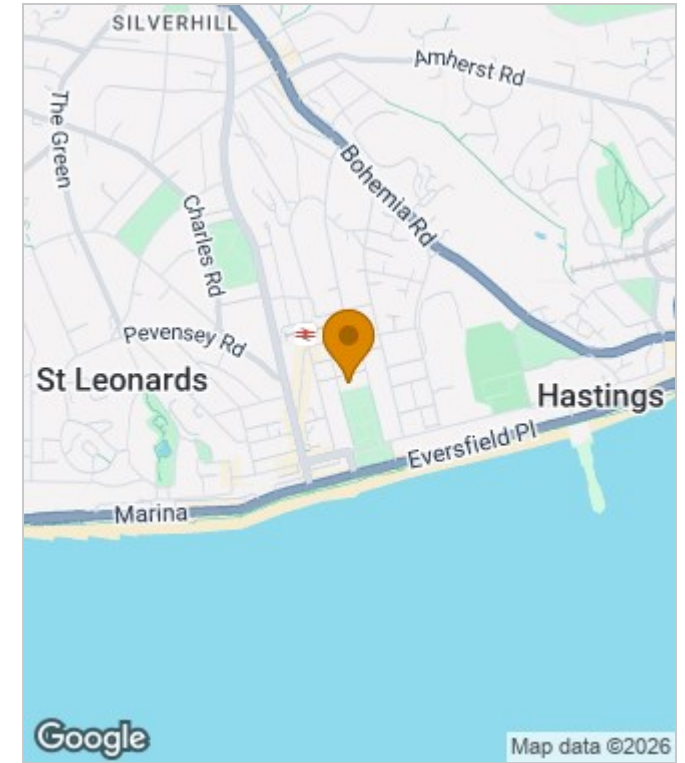 SILVERHILL
Amherst Rd
The Green
Bohemia Rd
Charles Rd
Pevensey Rd
St Leonards
Hastings
Eversfield Pl
Marina
Google
Map data ©2026